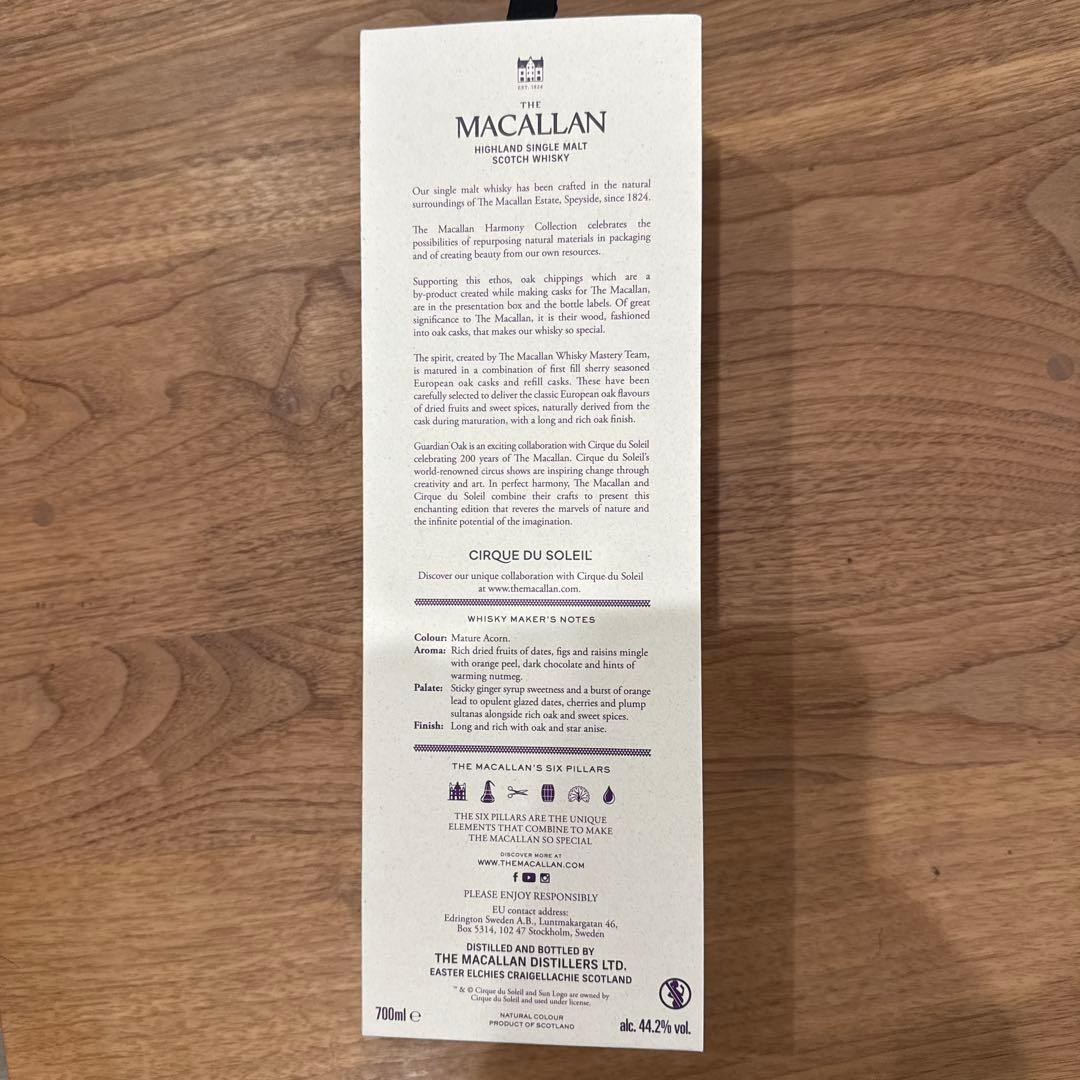 EST. 1824
THE
MACALLAN
HIGHLAND SINGLE MALT
SCOTCH WHISKY
Our single malt whisky has been crafted in the natural
surroundings of The Macallan Estate, Speyside, since 1824.
The Macallan Harmony Collection celebrates the
possibilities of repurposing natural materials in packaging
and of creating beauty from our own resources.
Supporting this ethos, oak chippings which are a
by-product created while making casks for The Macallan,
are in the presentation box and the bottle labels. Of great
significance to The Macallan, it is their wood, fashioned
into oak casks, that makes our whisky so special.
The spirit, created by The Macallan Whisky Mastery Team,
is matured in a combination of first fill sherry seasoned
European oak casks and refill casks. These have been
carefully selected to deliver the classic European oak flavours
of dried fruits and sweet spices, naturally derived from the
cask during maturation, with a long and rich oak finish.
Guardian Oak is an exciting collaboration with Cirque du Soleil
celebrating 200 years of The Macallan. Cirque du Soleil's
world-renowned circus shows are inspiring change through
creativity and art. In perfect harmony, The Macallan and
Cirque du Soleil combine their crafts to present this
enchanting edition that reveres the marvels of nature and
the infinite potential of the imagination.
CIRQUE DU SOLEIL
Discover our unique collaboration with Cirque du Soleil
at www.themacallan.com.
WHISKY MAKER'S NOTES
Colour: Mature Acorn.
Aroma: Rich dried fruits of dates, figs and raisins mingle
with orange peel, dark chocolate and hints of
warming nutmeg.
Palate: Sticky ginger syrup sweetness and a burst of orange
lead to opulent glazed dates, cherries and plump
sultanas alongside rich oak and sweet spices.
Finish: Long and rich with oak and star anise.
THE MACALLAN'S SIX PILLARS
THE SIX PILLARS ARE THE UNIQUE
ELEMENTS THAT COMBINE TO MAKE
THE MACALLAN SO SPECIAL
DISCOVER MORE AT
WWW.THEMACALLAN.COM
PLEASE ENJOY RESPONSIBLY
EU contact address:
Edrington Sweden A.B., Luntmakargatan 46,
Box 5314, 102 47 Stockholm, Sweden
DISTILLED AND BOTTLED BY
THE MACALLAN DISTILLERS LTD.
EASTER ELCHIES CRAIGELLACHIE SCOTLAND
™ & © Cirque du Soleil and Sun Logo are owned by
Cirque du Soleil and used under license.
700ml ℮
NATURAL COLOUR
PRODUCT OF SCOTLAND
alc. 44.2% vol.